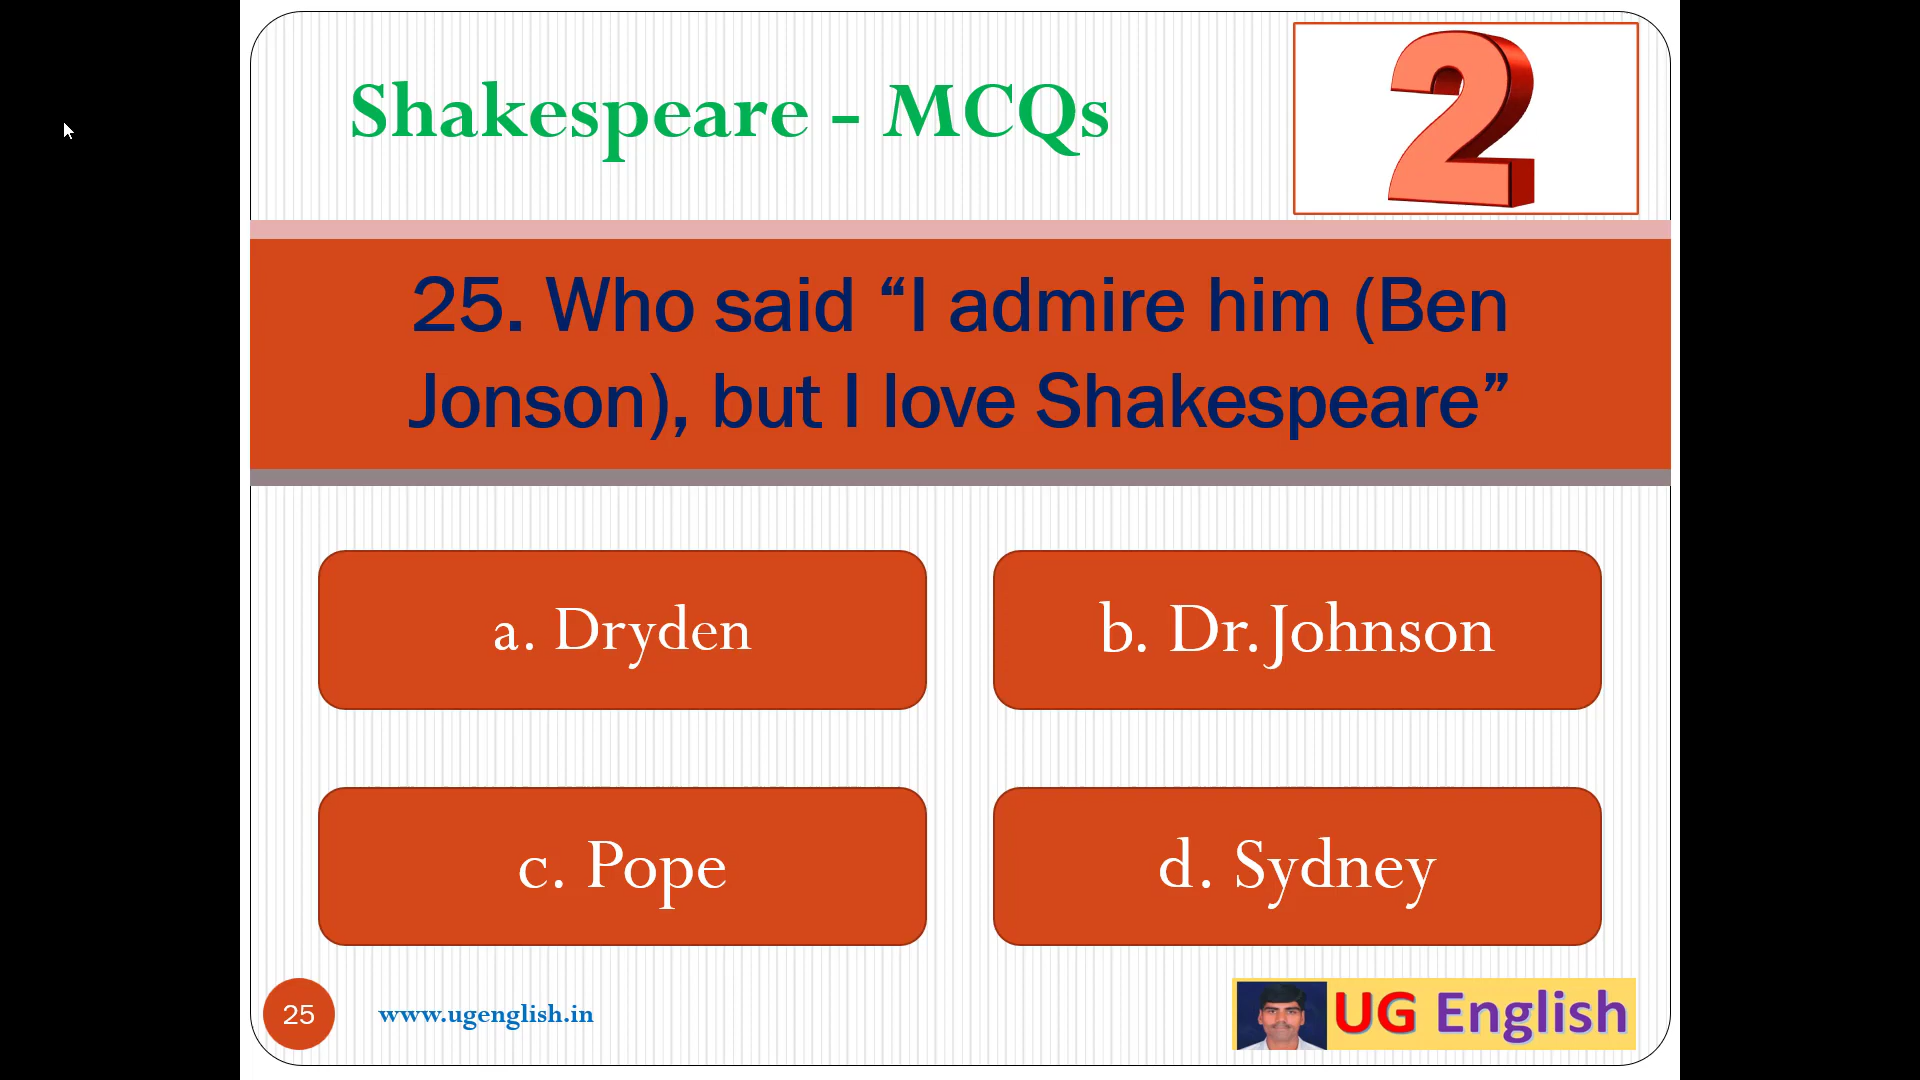 Shakespeare - MCQs
2
25. Who said “I admire him (Ben
Jonson), but I love Shakespeare”
a. Dryden
b. Dr. Johnson
c. Pope
d. Sydney
25
www.ugenglish.in
UG English